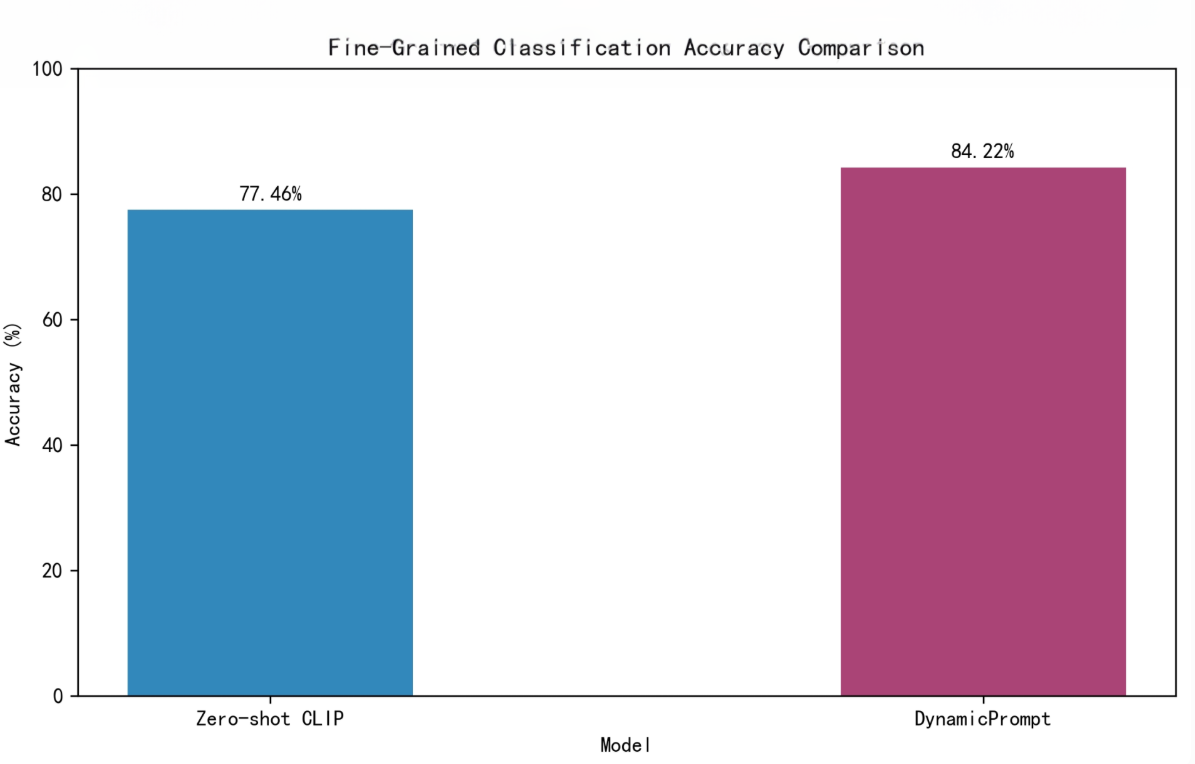 Fine-Grained Classification Accuracy Comparison
100
80
60
40
20
0
Accuracy (%)
77.46%
84.22%
Zero-shot CLIP
DynamicPrompt
Model